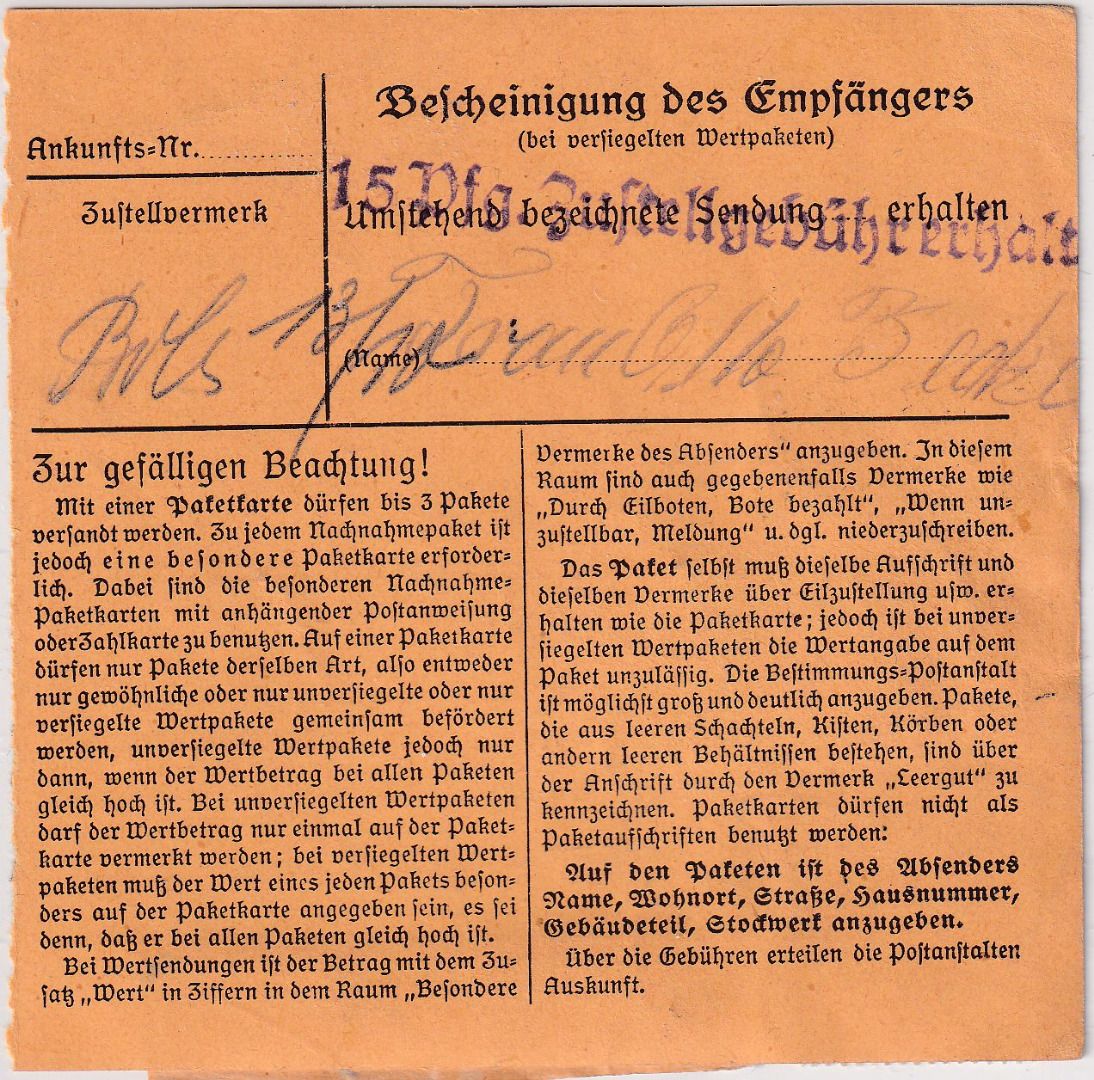 Ankunfts-Nr.
Zustellvermerk
Bescheinigung des Empfängers
(bei versiegelten Wertpaketen)
15 Pfg Zustellgebühr erhalt
Umstehend bezeichnete Sendung erhalten
(Name)
Zur gefälligen Beachtung!
Mit einer Paketkarte dürfen bis 3 Pakete
versandt werden. Zu jedem Nachnahmepaket ist
jedoch eine besondere Paketkarte erforder-
lich. Dabei sind die besonderen Nachnahme-
Paketkarten mit anhängender Postanweisung
oder Zahlkarte zu benutzen. Auf einer Paketkarte
dürfen nur Pakete derselben Art, also entweder
nur gewöhnliche oder nur unversiegelte oder nur
versiegelte Wertpakete gemeinsam befördert
werden, unversiegelte Wertpakete jedoch nur
dann, wenn der Wertbetrag bei allen Paketen
gleich hoch ist. Bei unversiegelten Wertpaketen
darf der Wertbetrag nur einmal auf der Paket-
karte vermerkt werden; bei versiegelten Wert-
paketen muß der Wert eines jeden Pakets beson-
ders auf der Paketkarte angegeben sein, es sei
denn, daß er bei allen Paketen gleich hoch ist.
Bei Wertsendungen ist der Betrag mit dem Zu-
satz „Wert“ in Ziffern in dem Raum „Besondere
Vermerke des Absenders“ anzugeben. In diesem
Raum sind auch gegebenenfalls Vermerke wie
„Durch Eilboten, Bote bezahlt“, „Wenn un-
zustellbar, Meldung“ u. dgl. niederzuschreiben.
Das Paket selbst muß dieselbe Aufschrift und
dieselben Vermerke über Eilzustellung usw. er-
halten wie die Paketkarte; jedoch ist bei unver-
siegelten Wertpaketen die Wertangabe auf dem
Paket unzulässig. Die Bestimmungs-Postanstalt
ist möglichst groß und deutlich anzugeben. Pakete,
die aus leeren Schachteln, Kisten, Körben oder
andern leeren Behältnissen bestehen, sind über
der Anschrift durch den Vermerk „Leergut“ zu
kennzeichnen. Paketkarten dürfen nicht als
Paketaufschriften benutzt werden:
Auf den Paketen ist des Absenders
Name, Wohnort, Straße, Hausnummer,
Gebäudeteil, Stockwerk anzugeben.
Über die Gebühren erteilen die Postanstalten
Auskunft.